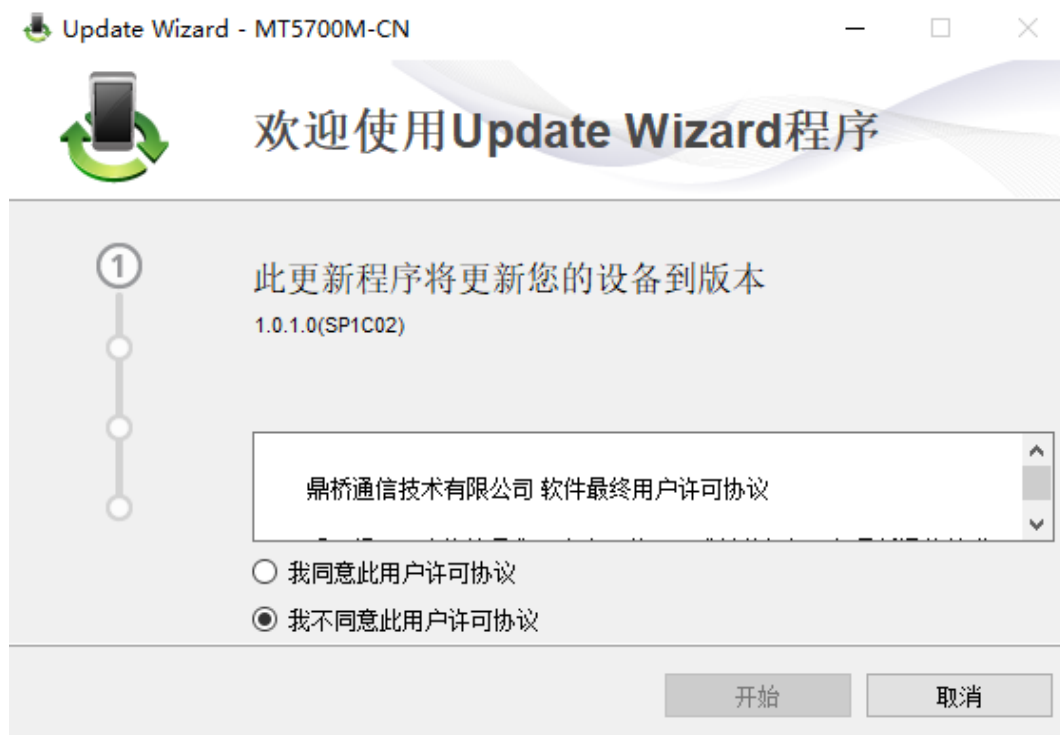 Update Wizard - MT5700M-CN
欢迎使用Update Wizard程序
1
此更新程序将更新您的设备到版本
1.0.1.0(SP1C02)
鼎桥通信技术有限公司 软件最终用户许可协议
我同意此用户许可协议
我不同意此用户许可协议
开始
取消